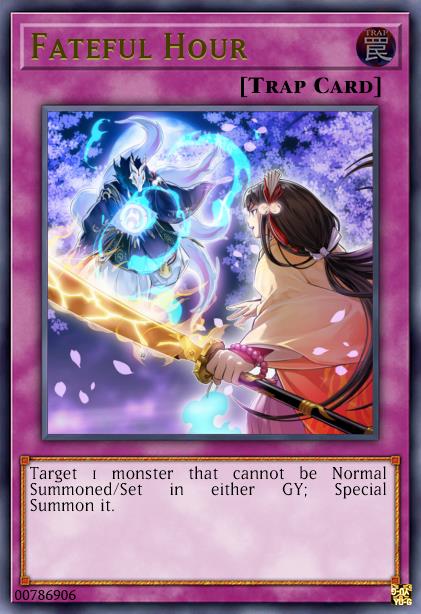 FATEFUL HOUR
TRAP
罠
[TRAP CARD]
Target 1 monster that cannot be Normal
Summoned/Set in either GY; Special
Summon it.
00786906